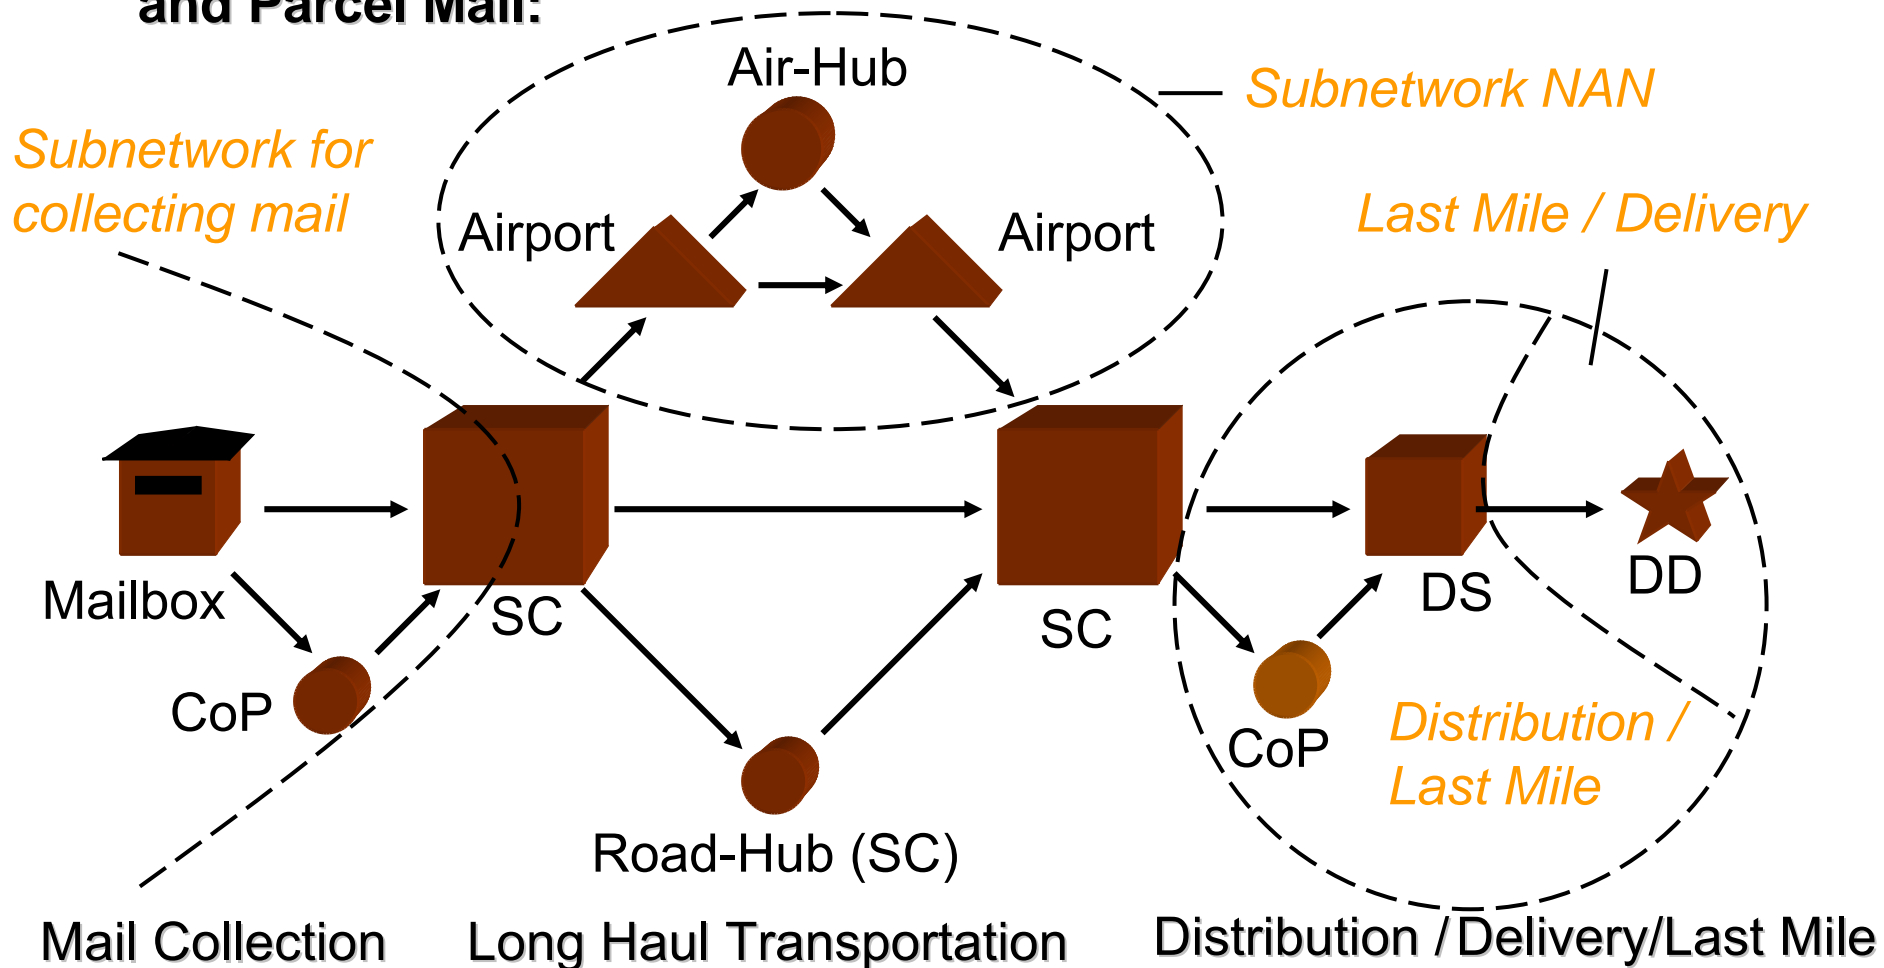 and Parcel Mail:
Air-Hub
Subnetwork NAN
Subnetwork for
collecting mail
Last Mile / Delivery
Airport
Airport
Mailbox
SC
SC
DS
DD
CoP
CoP
Distribution /
Last Mile
Road-Hub (SC)
Mail Collection
Long Haul Transportation
Distribution / Delivery/Last Mile